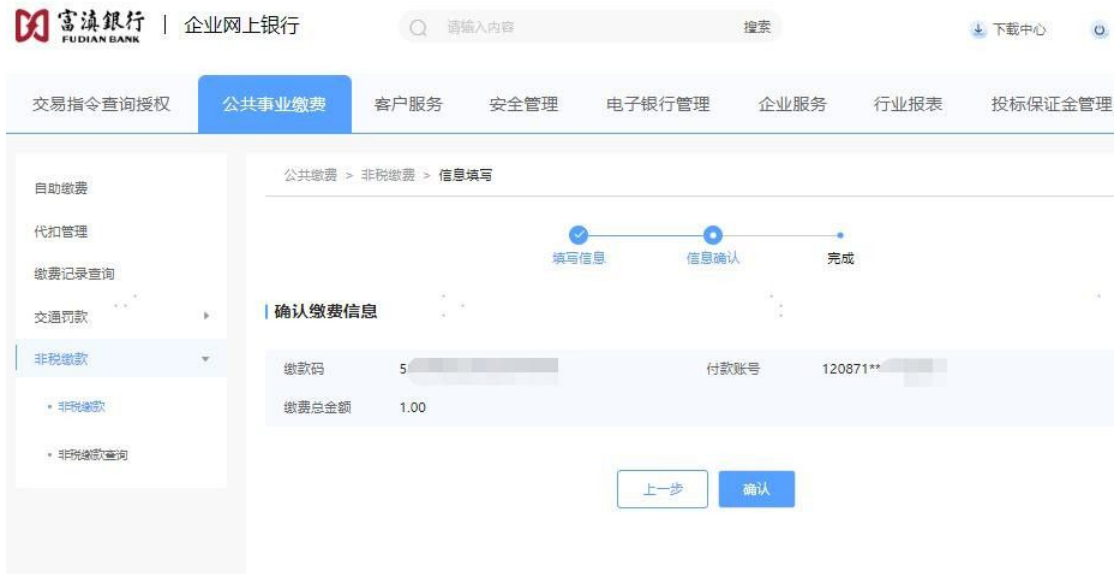 富滇银行 | 企业网上银行 请输入内容 搜索 下载中心
FUDIAN BANK
交易指令查询授权 公共事业缴费 客户服务 安全管理 电子银行管理 企业服务 行业报表 投标保证金管理
自助缴费
代扣管理
缴费记录查询
交通罚款
非税缴款
• 非税缴款
• 非税缴款查询
公共缴费 > 非税缴费 > 信息填写
填写信息 信息确认 完成
确认缴费信息
缴款码 5 付款账号 120871**
缴费总金额 1.00
上一步 确认